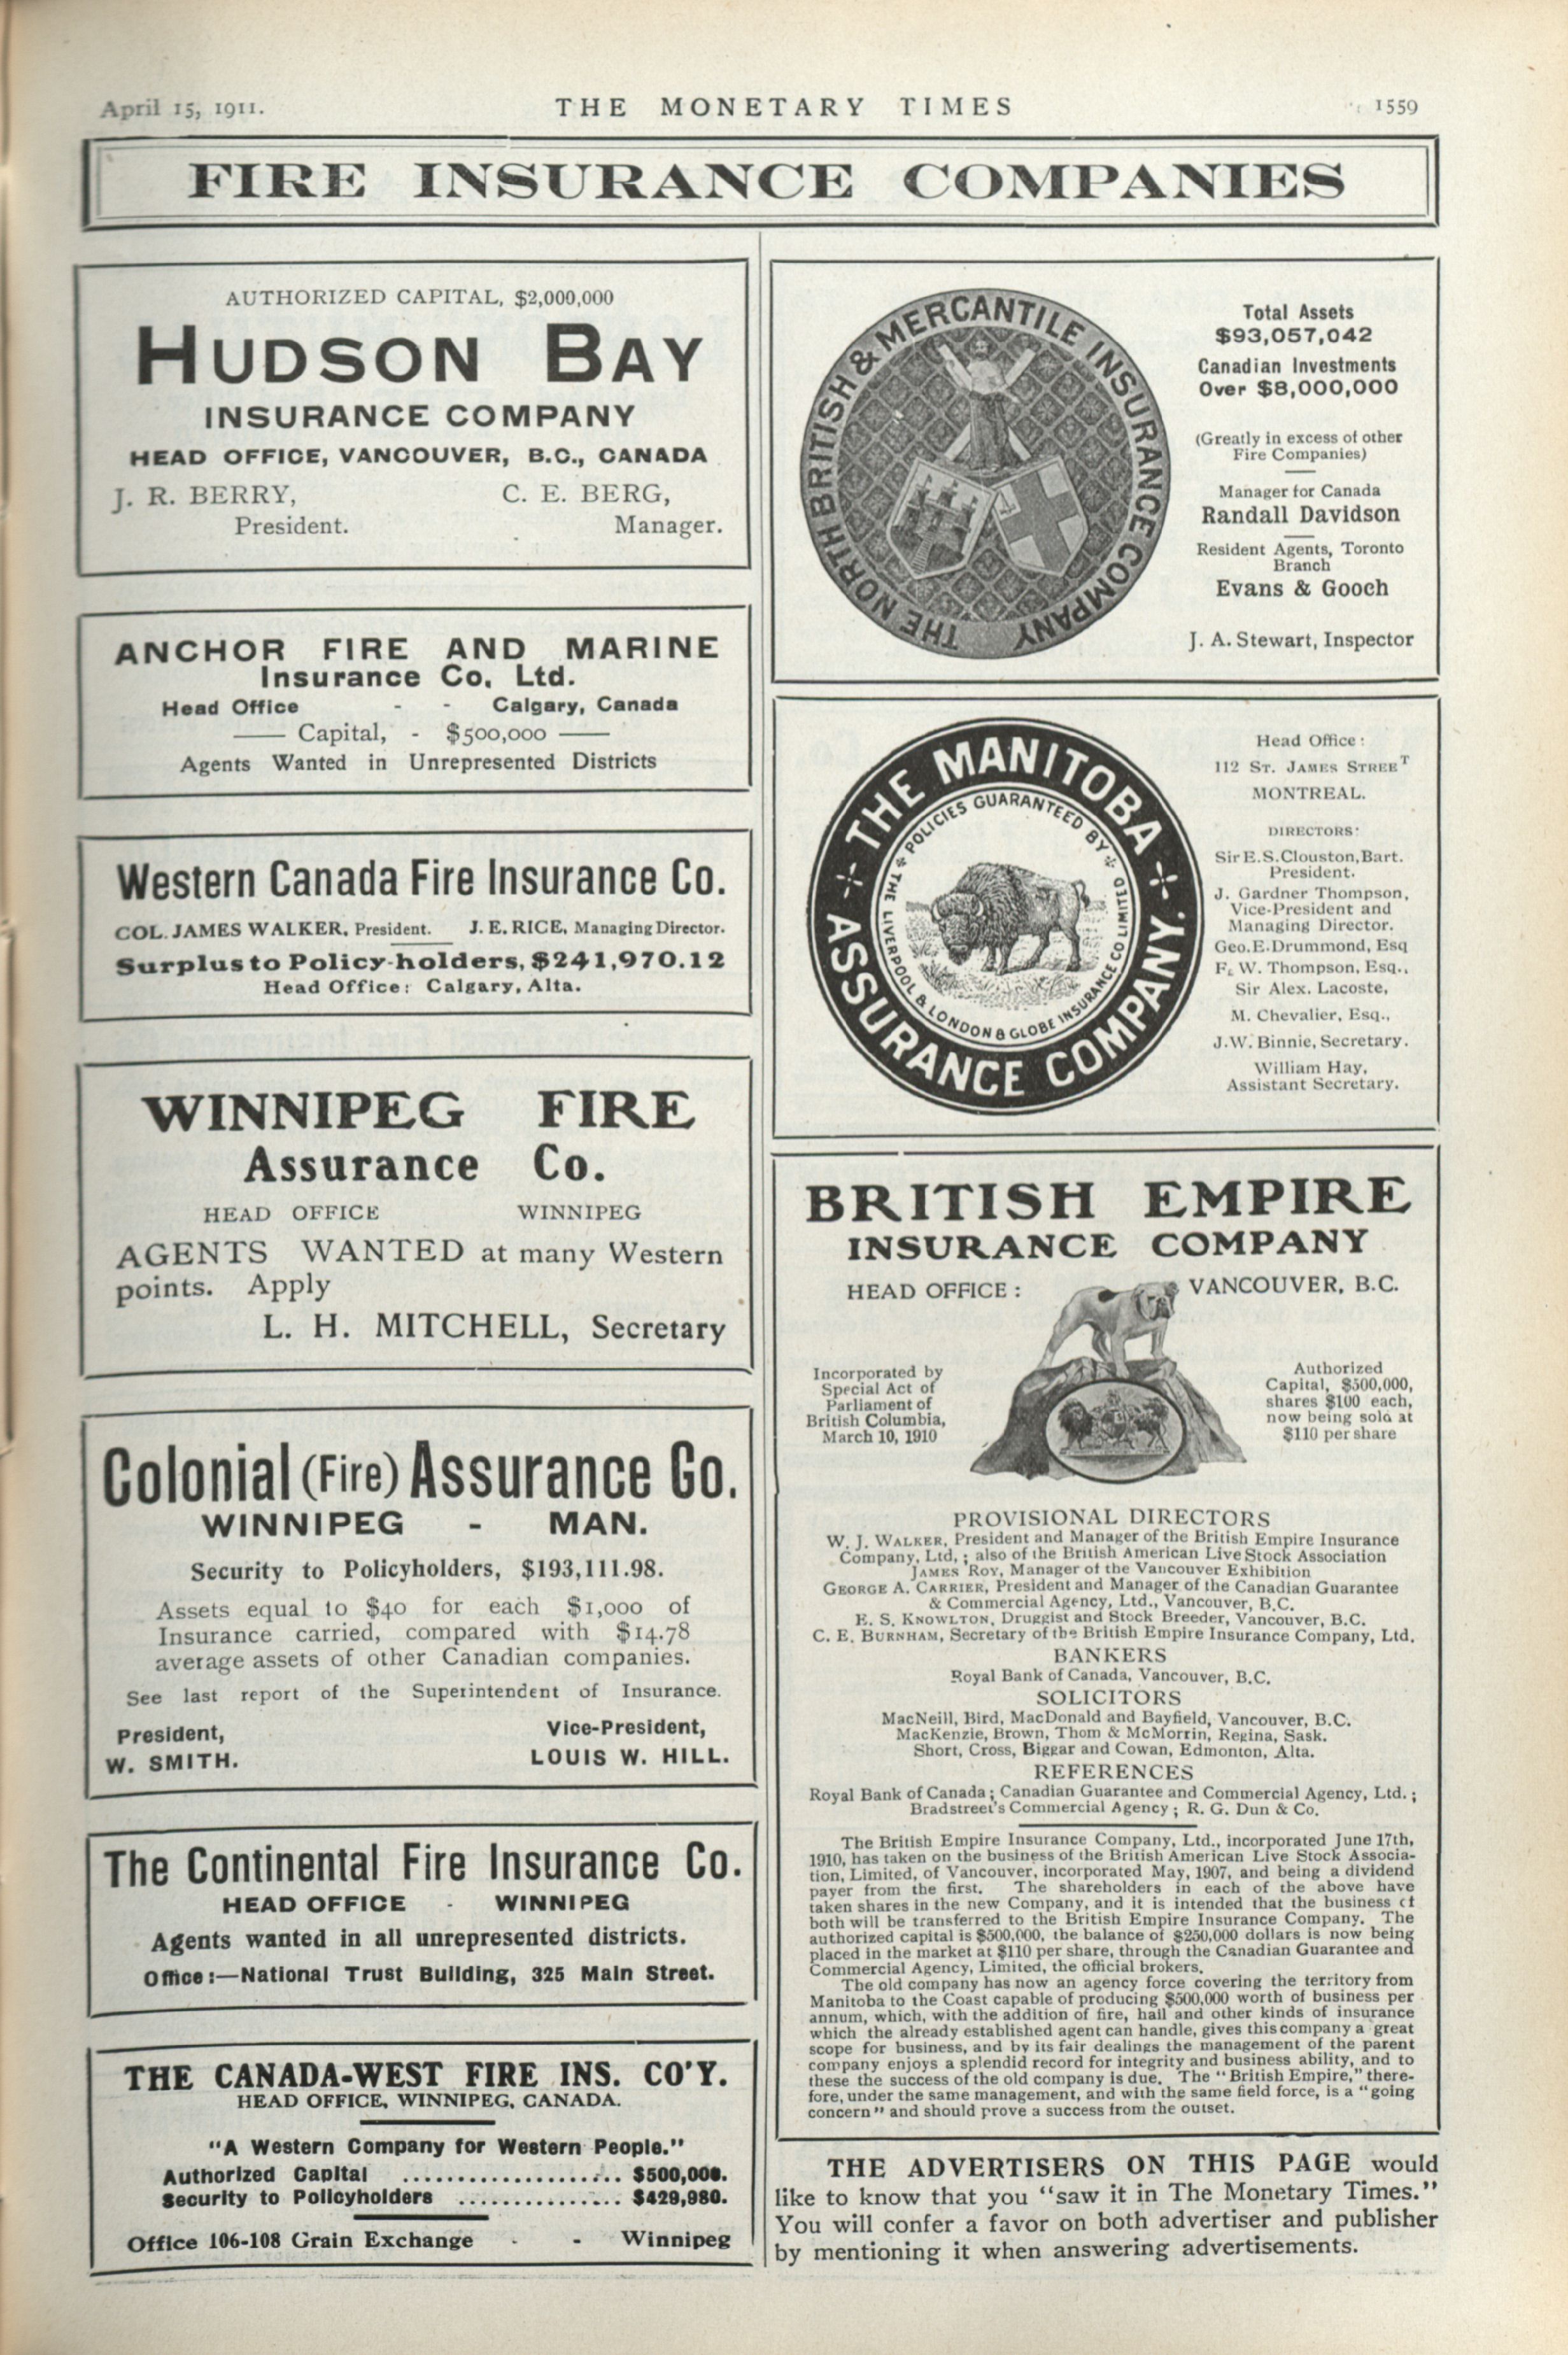 April 15, 1911.
THE MONETARY TIMES
1559
FIRE INSURANCE COMPANIES
AUTHORIZED CAPITAL, $2,000,000
HUDSON BAY
INSURANCE COMPANY
HEAD OFFICE, VANCOUVER, B.C., CANADA
J. R. BERRY,
President.
C. E. BERG,
Manager.
ANCHOR FIRE AND MARINE
Insurance Co. Ltd.
Head Office - - Calgary, Canada
Capital, - $500,000
Agents Wanted in Unrepresented Districts
Western Canada Fire Insurance Co.
COL. JAMES WALKER, President. J. E. RICE, Managing Director.
Surplus to Policy-holders, $241,970.12
Head Office: Calgary, Alta.
WINNIPEG FIRE
Assurance Co.
HEAD OFFICE WINNIPEG
AGENTS WANTED at many Western
points. Apply
L. H. MITCHELL, Secretary
Colonial (Fire) Assurance Co.
WINNIPEG - MAN.
Security to Policyholders, $193,111.98.
Assets equal to $40 for each $1,000 of
Insurance carried, compared with $14.78
average assets of other Canadian companies.
See last report of the Superintendent of Insurance.
President,
W. SMITH.
Vice-President,
LOUIS W. HILL.
The Continental Fire Insurance Co.
HEAD OFFICE - WINNIPEG
Agents wanted in all unrepresented districts.
Office:—National Trust Building, 325 Main Street.
THE CANADA-WEST FIRE INS. CO'Y.
HEAD OFFICE, WINNIPEG, CANADA.
"A Western Company for Western People."
Authorized Capital .................... $500,000.
Security to Policyholders ............... $429,980.
Office 106-108 Grain Exchange - - Winnipeg
THE NORTH BRITISH & MERCANTILE INSURANCE COMPANY
Total Assets
$93,057,042
Canadian Investments
Over $8,000,000
(Greatly in excess of other
Fire Companies)
Manager for Canada
Randall Davidson
Resident Agents, Toronto
Branch
Evans & Gooch
J. A. Stewart, Inspector
THE MANITOBA
ASSURANCE COMPANY.
POLICIES GUARANTEED BY
THE LIVERPOOL & LONDON & GLOBE INSURANCE CO LIMITED
Head Office:
112 ST. JAMES STREET
MONTREAL.
DIRECTORS:
Sir E. S. Clouston, Bart.
President.
J. Gardner Thompson,
Vice-President and
Managing Director.
Geo. E. Drummond, Esq
F. W. Thompson, Esq.,
Sir Alex. Lacoste,
M. Chevalier, Esq.,
J.W. Binnie, Secretary.
William Hay,
Assistant Secretary.
BRITISH EMPIRE
INSURANCE COMPANY
HEAD OFFICE: VANCOUVER, B.C.
Incorporated by
Special Act of
Parliament of
British Columbia,
March 10, 1910
Authorized
Capital, $500,000,
shares $100 each,
now being sold at
$110 per share
PROVISIONAL DIRECTORS
W. J. WALKER, President and Manager of the British Empire Insurance
Company, Ltd, ; also of the British American Live Stock Association
JAMES ROY, Manager of the Vancouver Exhibition
GEORGE A. CARRIER, President and Manager of the Canadian Guarantee
& Commercial Agency, Ltd., Vancouver, B.C.
E. S. KNOWLTON, Druggist and Stock Breeder, Vancouver, B.C.
C. E. BURNHAM, Secretary of the British Empire Insurance Company, Ltd.
BANKERS
Royal Bank of Canada, Vancouver, B.C.
SOLICITORS
MacNeill, Bird, MacDonald and Bayfield, Vancouver, B.C.
MacKenzie, Brown, Thom & McMorrin, Regina, Sask.
Short, Cross, Biggar and Cowan, Edmonton, Alta.
REFERENCES
Royal Bank of Canada; Canadian Guarantee and Commercial Agency, Ltd.;
Bradstreet's Commercial Agency; R. G. Dun & Co.
The British Empire Insurance Company, Ltd., incorporated June 17th,
1910, has taken on the business of the British American Live Stock Associa-
tion, Limited, of Vancouver, incorporated May, 1907, and being a dividend
payer from the first. The shareholders in each of the above have
taken shares in the new Company, and it is intended that the business of
both will be transferred to the British Empire Insurance Company. The
authorized capital is $500,000, the balance of $250,000 dollars is now being
placed in the market at $110 per share, through the Canadian Guarantee and
Commercial Agency, Limited, the official brokers.
The old company has now an agency force covering the territory from
Manitoba to the Coast capable of producing $500,000 worth of business per
annum, which, with the addition of fire, hail and other kinds of insurance
which the already established agent can handle, gives this company a great
scope for business, and by its fair dealings the management of the parent
company enjoys a splendid record for integrity and business ability, and to
these the success of the old company is due. The "British Empire," there-
fore, under the same management, and with the same field force, is a "going
concern" and should prove a success from the outset.
THE ADVERTISERS ON THIS PAGE would
like to know that you "saw it in The Monetary Times."
You will confer a favor on both advertiser and publisher
by mentioning it when answering advertisements.